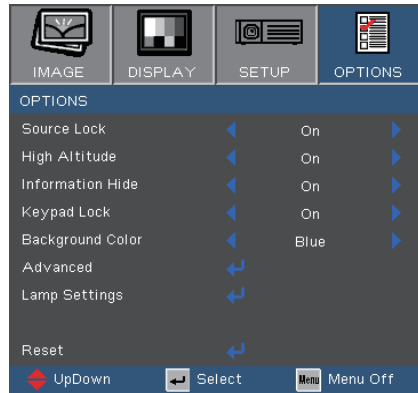 IMAGE DISPLAY SETUP OPTIONS
OPTIONS
Source Lock On
High Altitude On
Information Hide On
Keypad Lock On
Background Color Blue
Advanced
Lamp Settings
Reset
UpDown Select Menu Menu Off